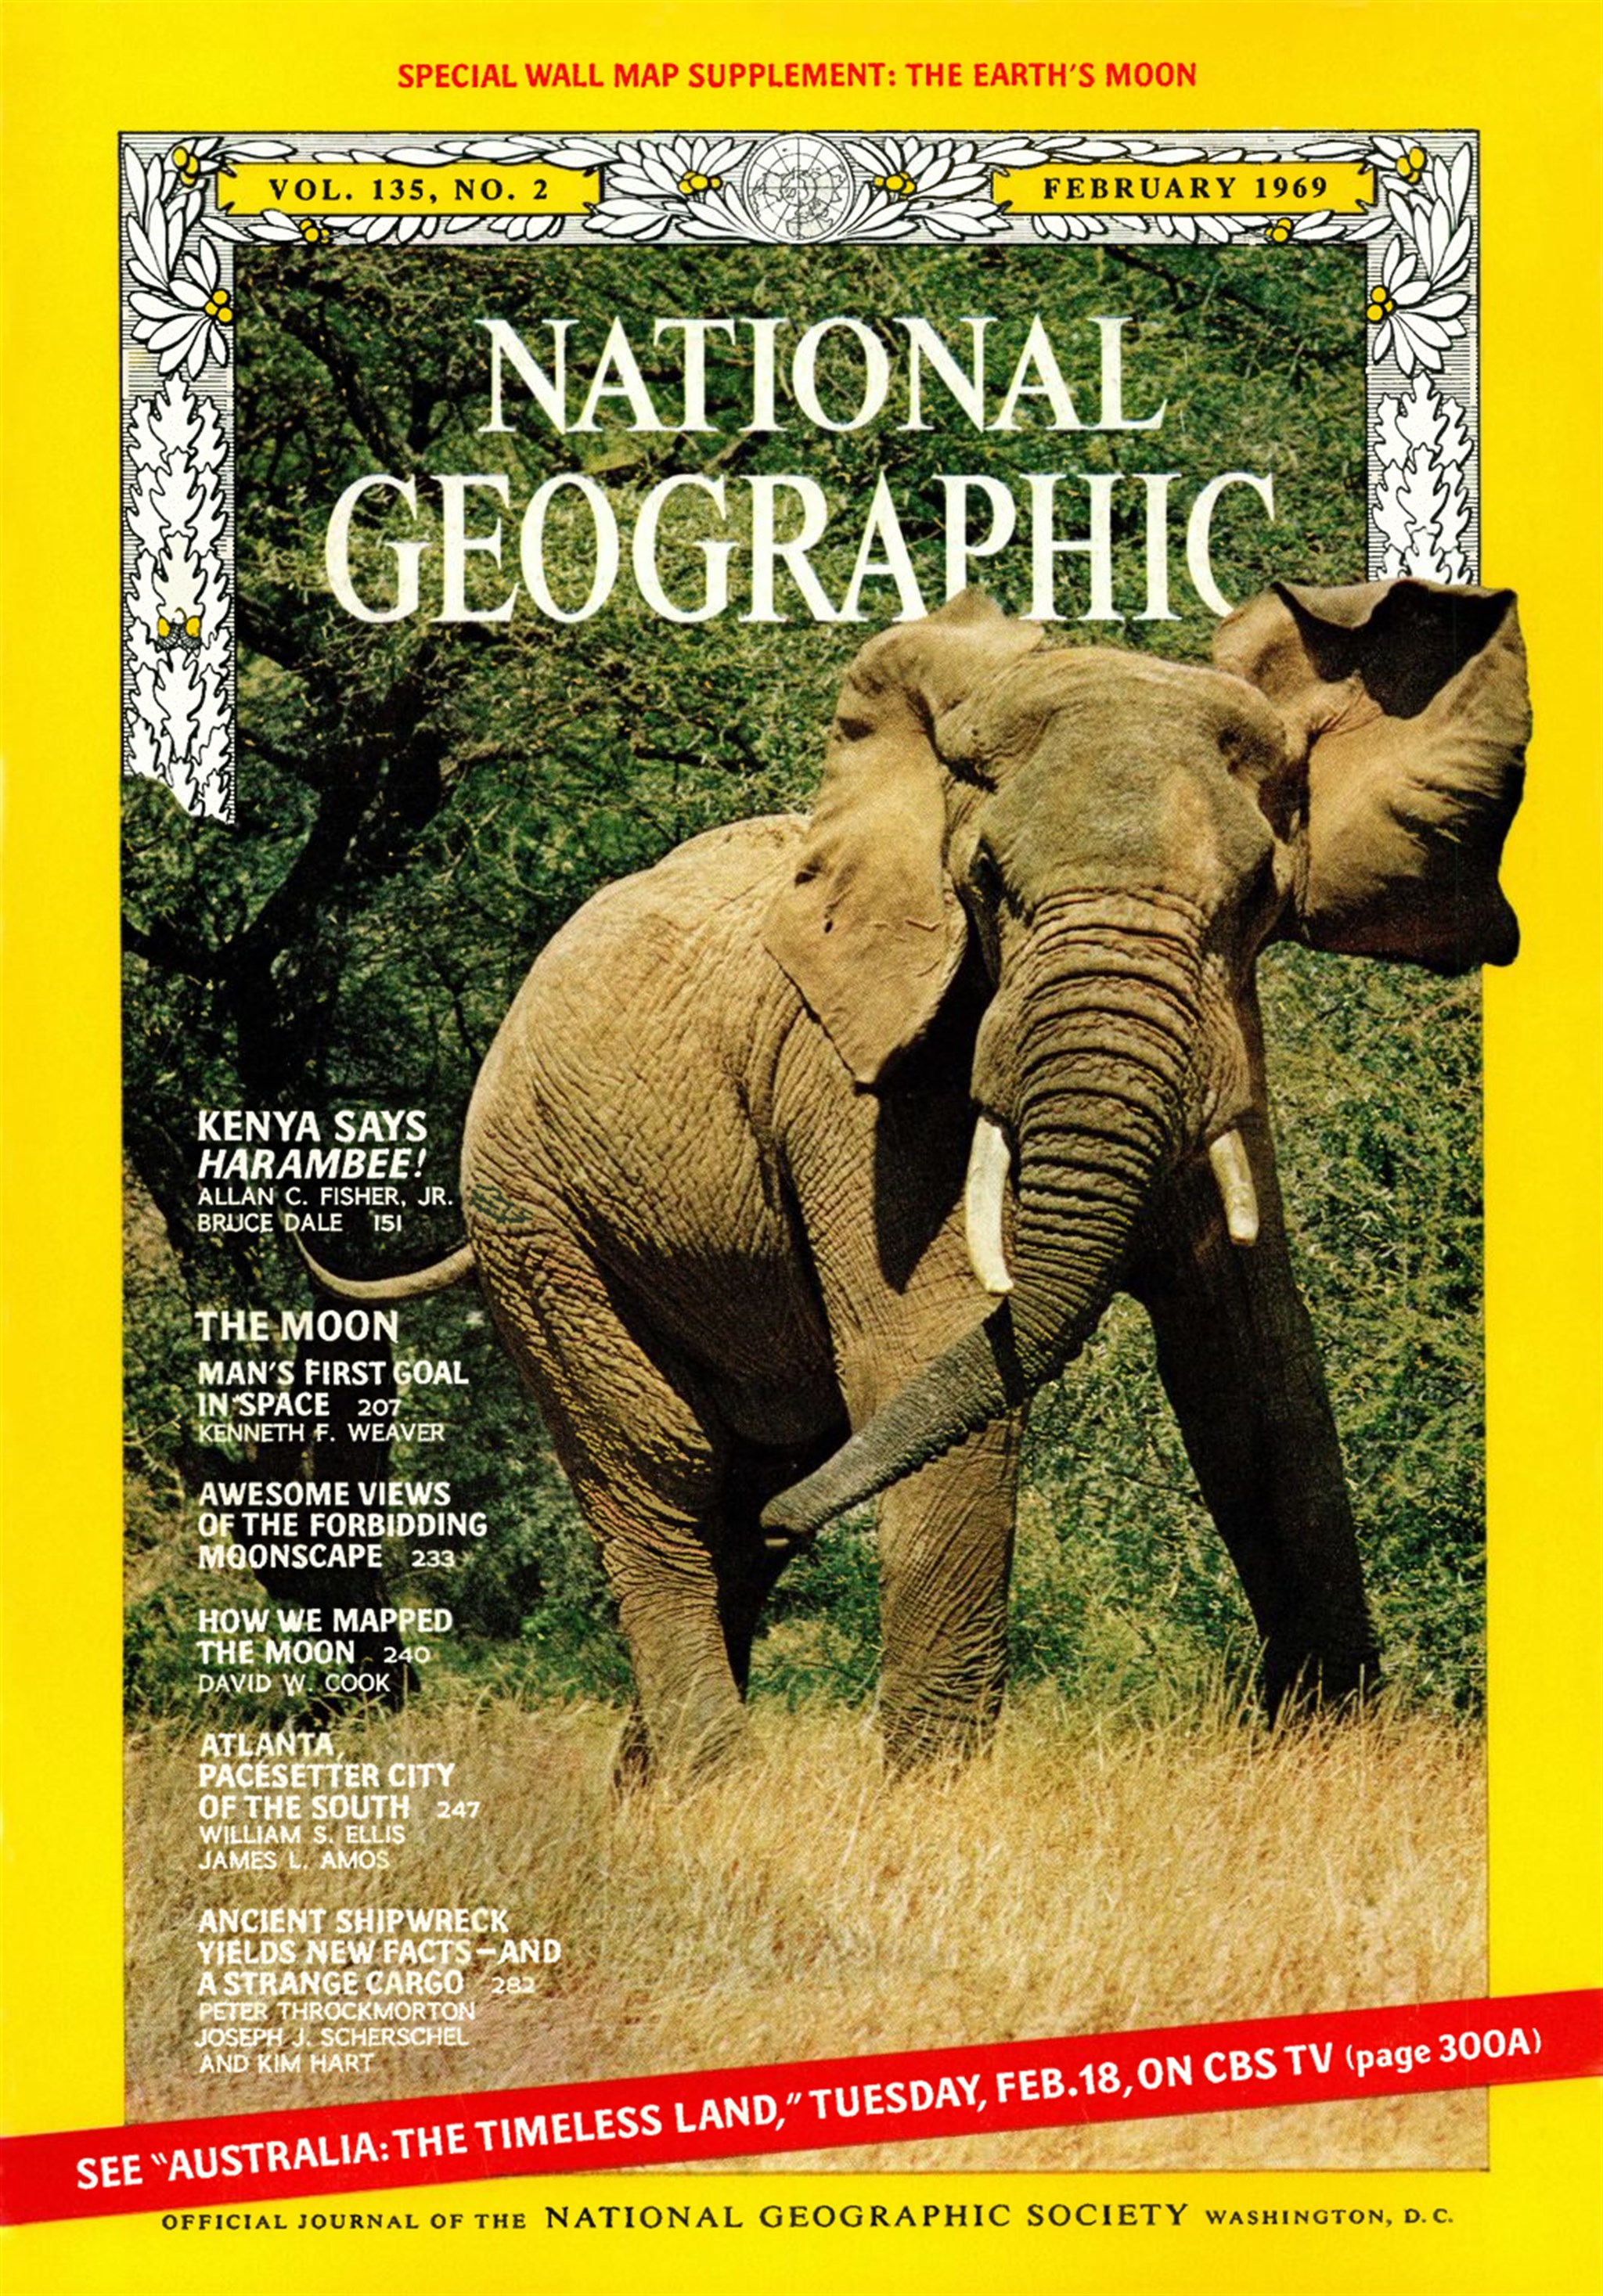 SPECIAL WALL MAP SUPPLEMENT: THE EARTH'S MOON
VOL. 135, NO. 2
FEBRUARY 1969
NATIONAL
GEOGRAPHIC
KENYA SAYS
HARAMBEE!
ALLAN C. FISHER, JR.
BRUCE DALE 151
THE MOON
MAN'S FIRST GOAL
IN SPACE 207
KENNETH F. WEAVER
AWESOME VIEWS
OF THE FORBIDDING
MOONSCAPE 233
HOW WE MAPPED
THE MOON 240
DAVID W. COOK
ATLANTA,
PACESETTER CITY
OF THE SOUTH 247
WILLIAM S. ELLIS
JAMES L. AMOS
ANCIENT SHIPWRECK
YIELDS NEW FACTS—AND
A STRANGE CARGO 282
PETER THROCKMORTON
JOSEPH J. SCHERSCHEL
AND KIM HART
SEE "AUSTRALIA: THE TIMELESS LAND," TUESDAY, FEB. 18, ON CBS TV (page 300A)
OFFICIAL JOURNAL OF THE NATIONAL GEOGRAPHIC SOCIETY WASHINGTON, D.C.